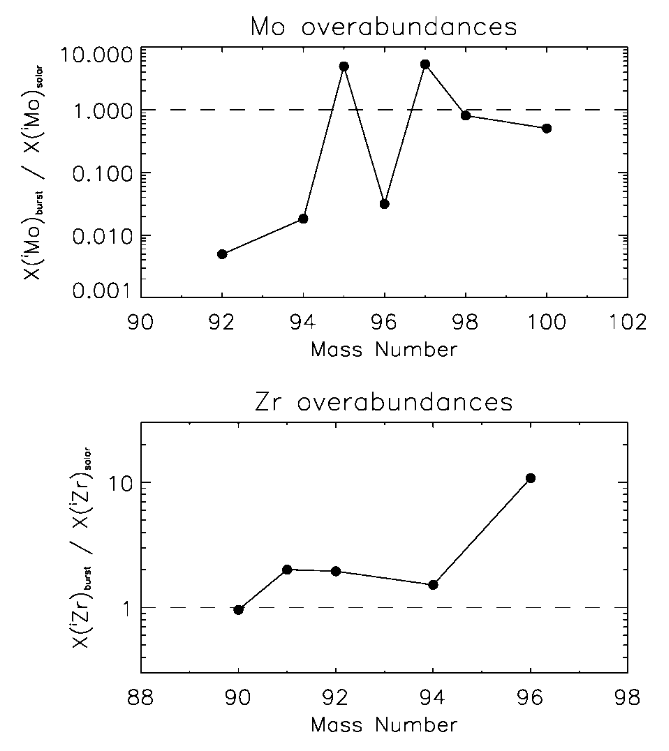 Mo overabundances
X(ⁱMo)burst / X(ⁱMo)solar
10.000
1.000
0.100
0.010
0.001
90 92 94 96 98 100 102
Mass Number
Zr overabundances
X(ⁱZr)burst / X(ⁱZr)solar
10
1
88 90 92 94 96 98
Mass Number